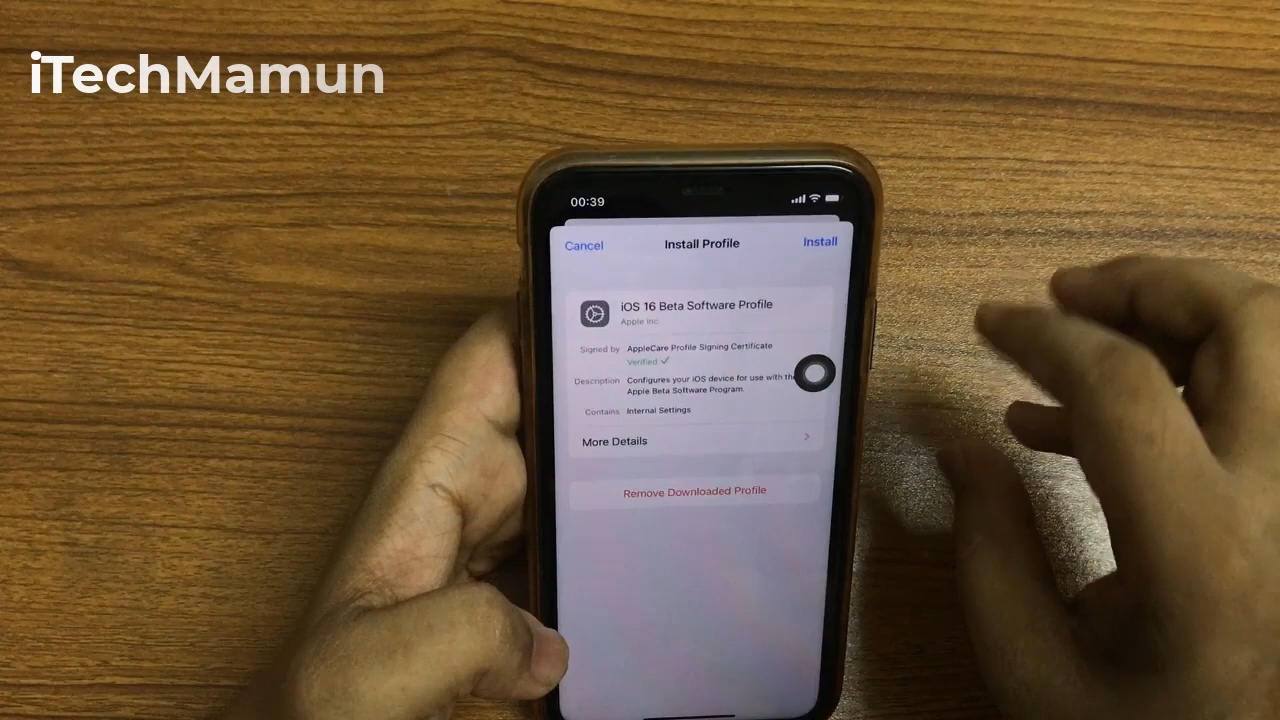 iTechMamun
00:39
Cancel
Install Profile
Install
iOS 16 Beta Software Profile
Apple Inc.
Signed by AppleCare Profile Signing Certificate
Verified
Description Configures your iOS device for use with the
Apple Beta Software Program.
Contains Internal Settings
More Details
Remove Downloaded Profile